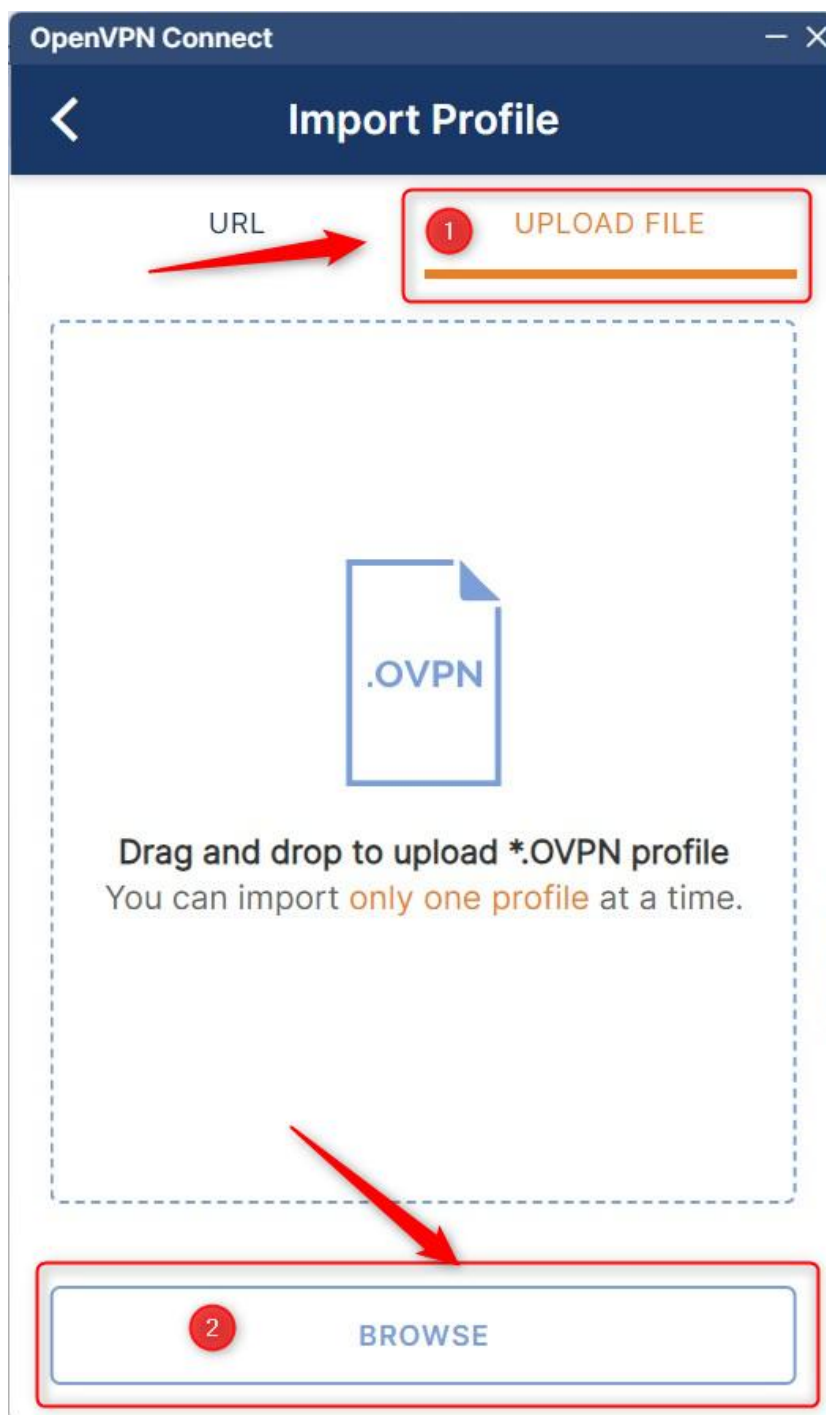 OpenVPN Connect
Import Profile
URL
1
UPLOAD FILE
.OVPN
Drag and drop to upload *.OVPN profile
You can import only one profile at a time.
2
BROWSE